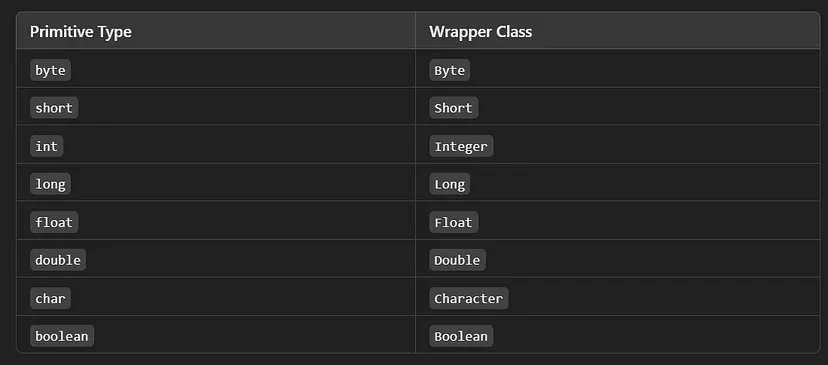 Primitive Type Wrapper Class
byte Byte
short Short
int Integer
long Long
float Float
double Double
char Character
boolean Boolean